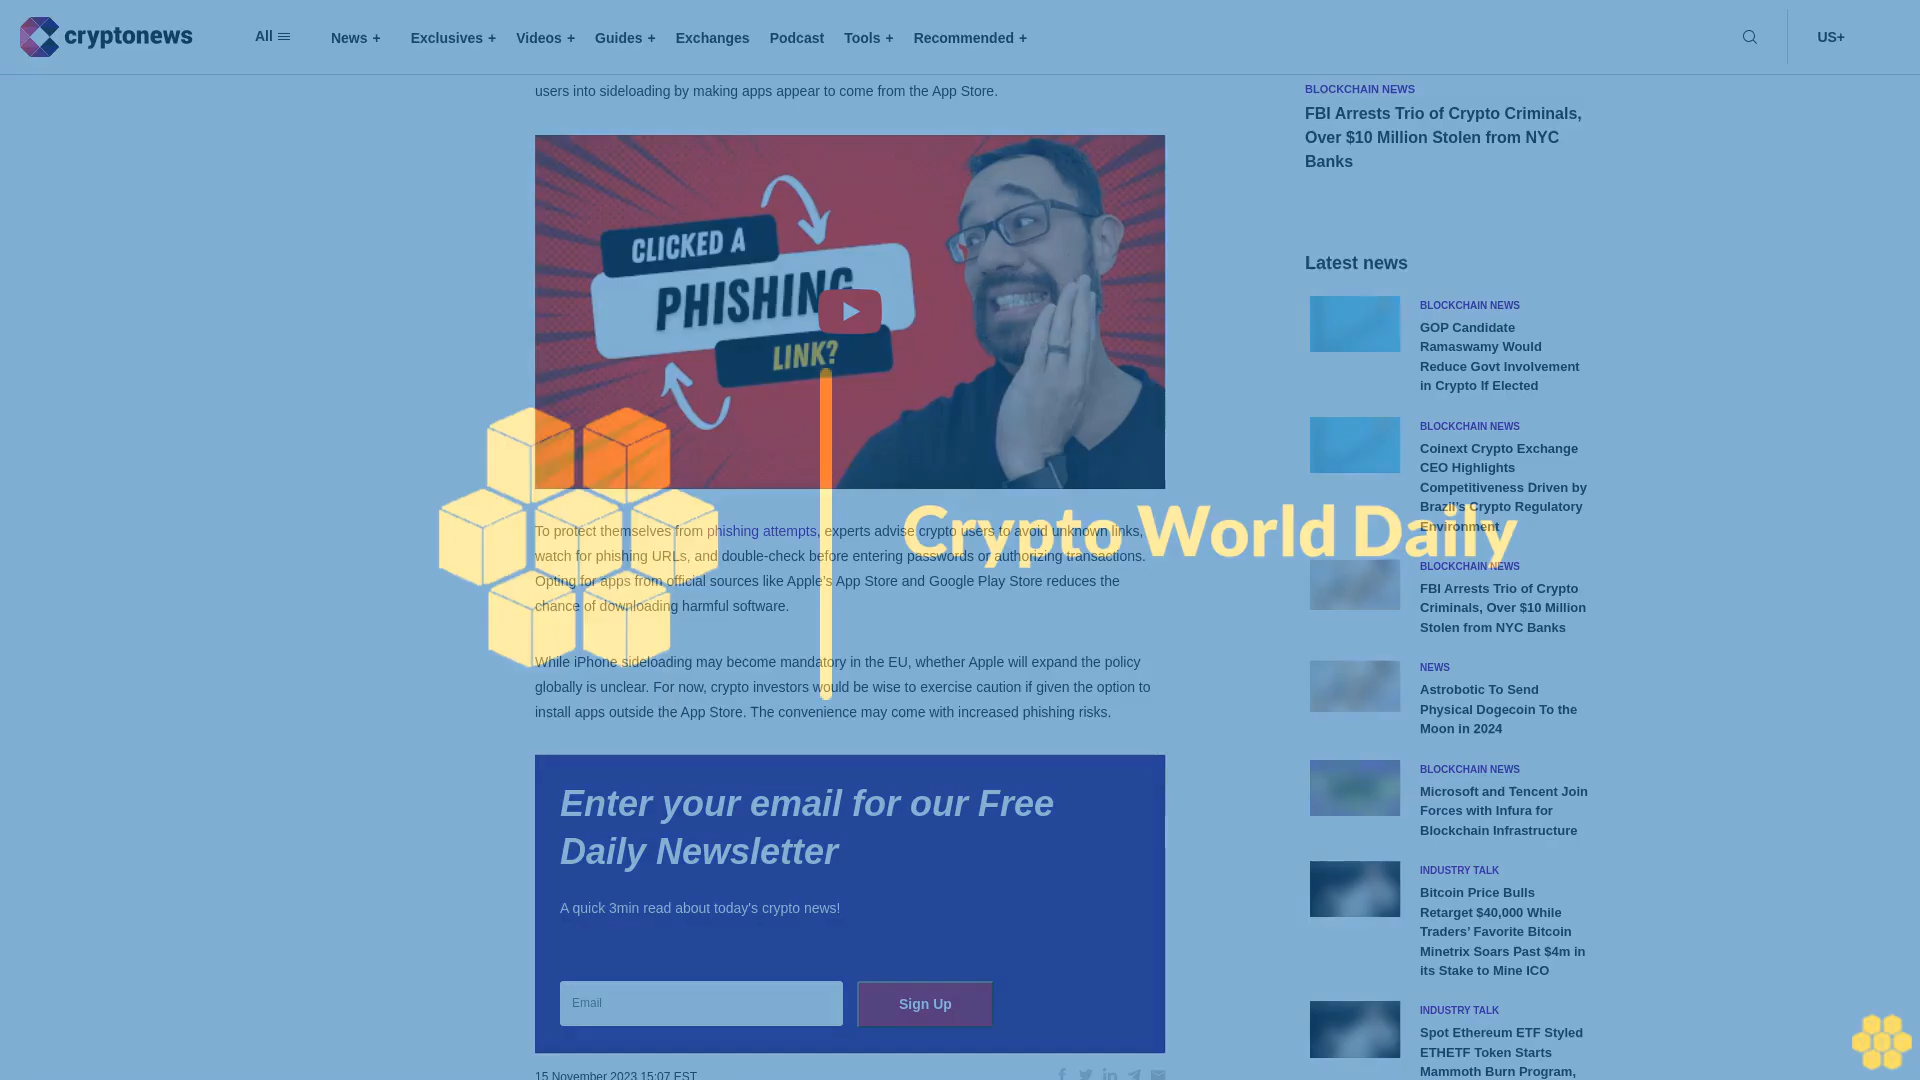 cryptonews
All
News +
Exclusives +
Videos +
Guides +
Exchanges
Podcast
Tools +
Recommended +
US+
users into sideloading by making apps appear to come from the App Store.
CLICKED A
PHISHING
LINK?
To protect themselves from phishing attempts, experts advise crypto users to avoid unknown links,
watch for phishing URLs, and double-check before entering passwords or authorizing transactions.
Opting for apps from official sources like Apple's App Store and Google Play Store reduces the
chance of downloading harmful software.
While iPhone sideloading may become mandatory in the EU, whether Apple will expand the policy
globally is unclear. For now, crypto investors would be wise to exercise caution if given the option to
install apps outside the App Store. The convenience may come with increased phishing risks.
Enter your email for our Free
Daily Newsletter
A quick 3min read about today's crypto news!
Email
Sign Up
15 November 2023 15:07 EST
Crypto World Daily
BLOCKCHAIN NEWS
FBI Arrests Trio of Crypto Criminals,
Over $10 Million Stolen from NYC
Banks
Latest news
BLOCKCHAIN NEWS
GOP Candidate
Ramaswamy Would
Reduce Govt Involvement
in Crypto If Elected
BLOCKCHAIN NEWS
Coinext Crypto Exchange
CEO Highlights
Competitiveness Driven by
Brazil's Crypto Regulatory
Environment
BLOCKCHAIN NEWS
FBI Arrests Trio of Crypto
Criminals, Over $10 Million
Stolen from NYC Banks
NEWS
Astrobotic To Send
Physical Dogecoin To the
Moon in 2024
BLOCKCHAIN NEWS
Microsoft and Tencent Join
Forces with Infura for
Blockchain Infrastructure
INDUSTRY TALK
Bitcoin Price Bulls
Retarget $40,000 While
Traders' Favorite Bitcoin
Minetrix Soars Past $4m in
its Stake to Mine ICO
INDUSTRY TALK
Spot Ethereum ETF Styled
ETHETF Token Starts
Mammoth Burn Program,